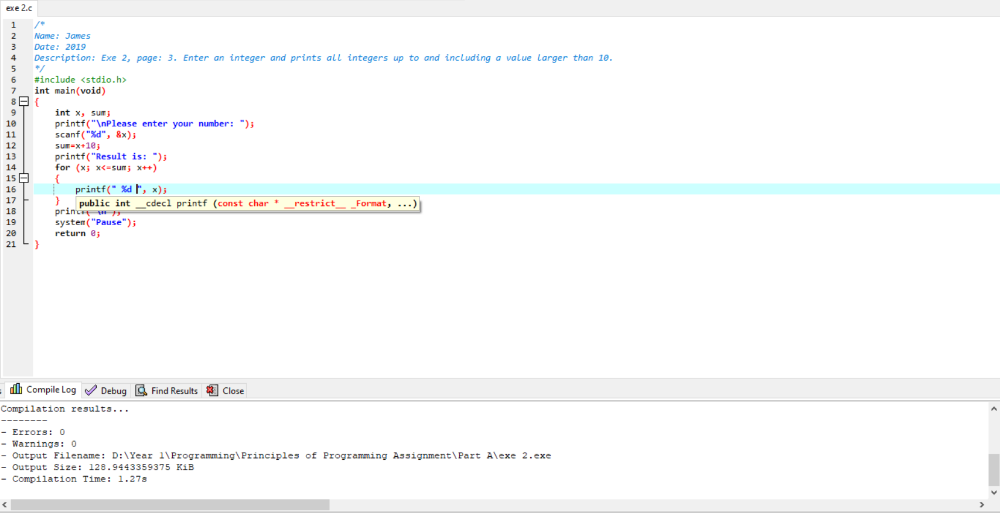 exe 2.c
1 /*
2 Name: James
3 Date: 2019
4 Description: Exe 2, page: 3. Enter an integer and prints all integers up to and including a value larger than 10.
5 */
6 #include <stdio.h>
7 int main(void)
8 {
9 int x, sum;
10 printf("\nPlease enter your number: ");
11 scanf("%d", &x);
12 sum=x+10;
13 printf("Result is: ");
14 for (x; x<=sum; x++)
15 {
16 printf(" %d ", x);
17 }
public int __cdecl printf (const char * __restrict__ _Format, ...)
18 printf("\n");
19 system("Pause");
20 return 0;
21 }
Compile Log Debug Find Results Close
Compilation results...
--------
- Errors: 0
- Warnings: 0
- Output Filename: D:\Year 1\Programming\Principles of Programming Assignment\Part A\exe 2.exe
- Output Size: 128.9443359375 KiB
- Compilation Time: 1.27s